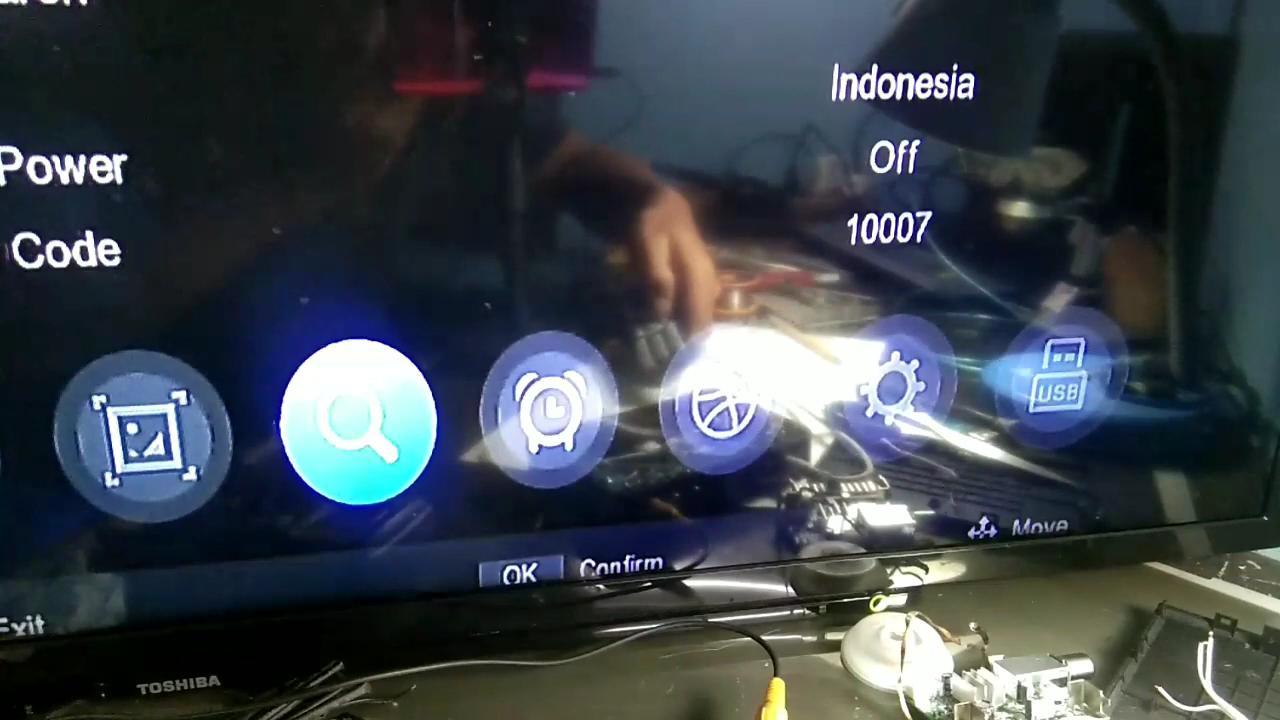 Indonesia
Power
Off
Code
10007
USB
Move
OK Confirm
Exit
TOSHIBA